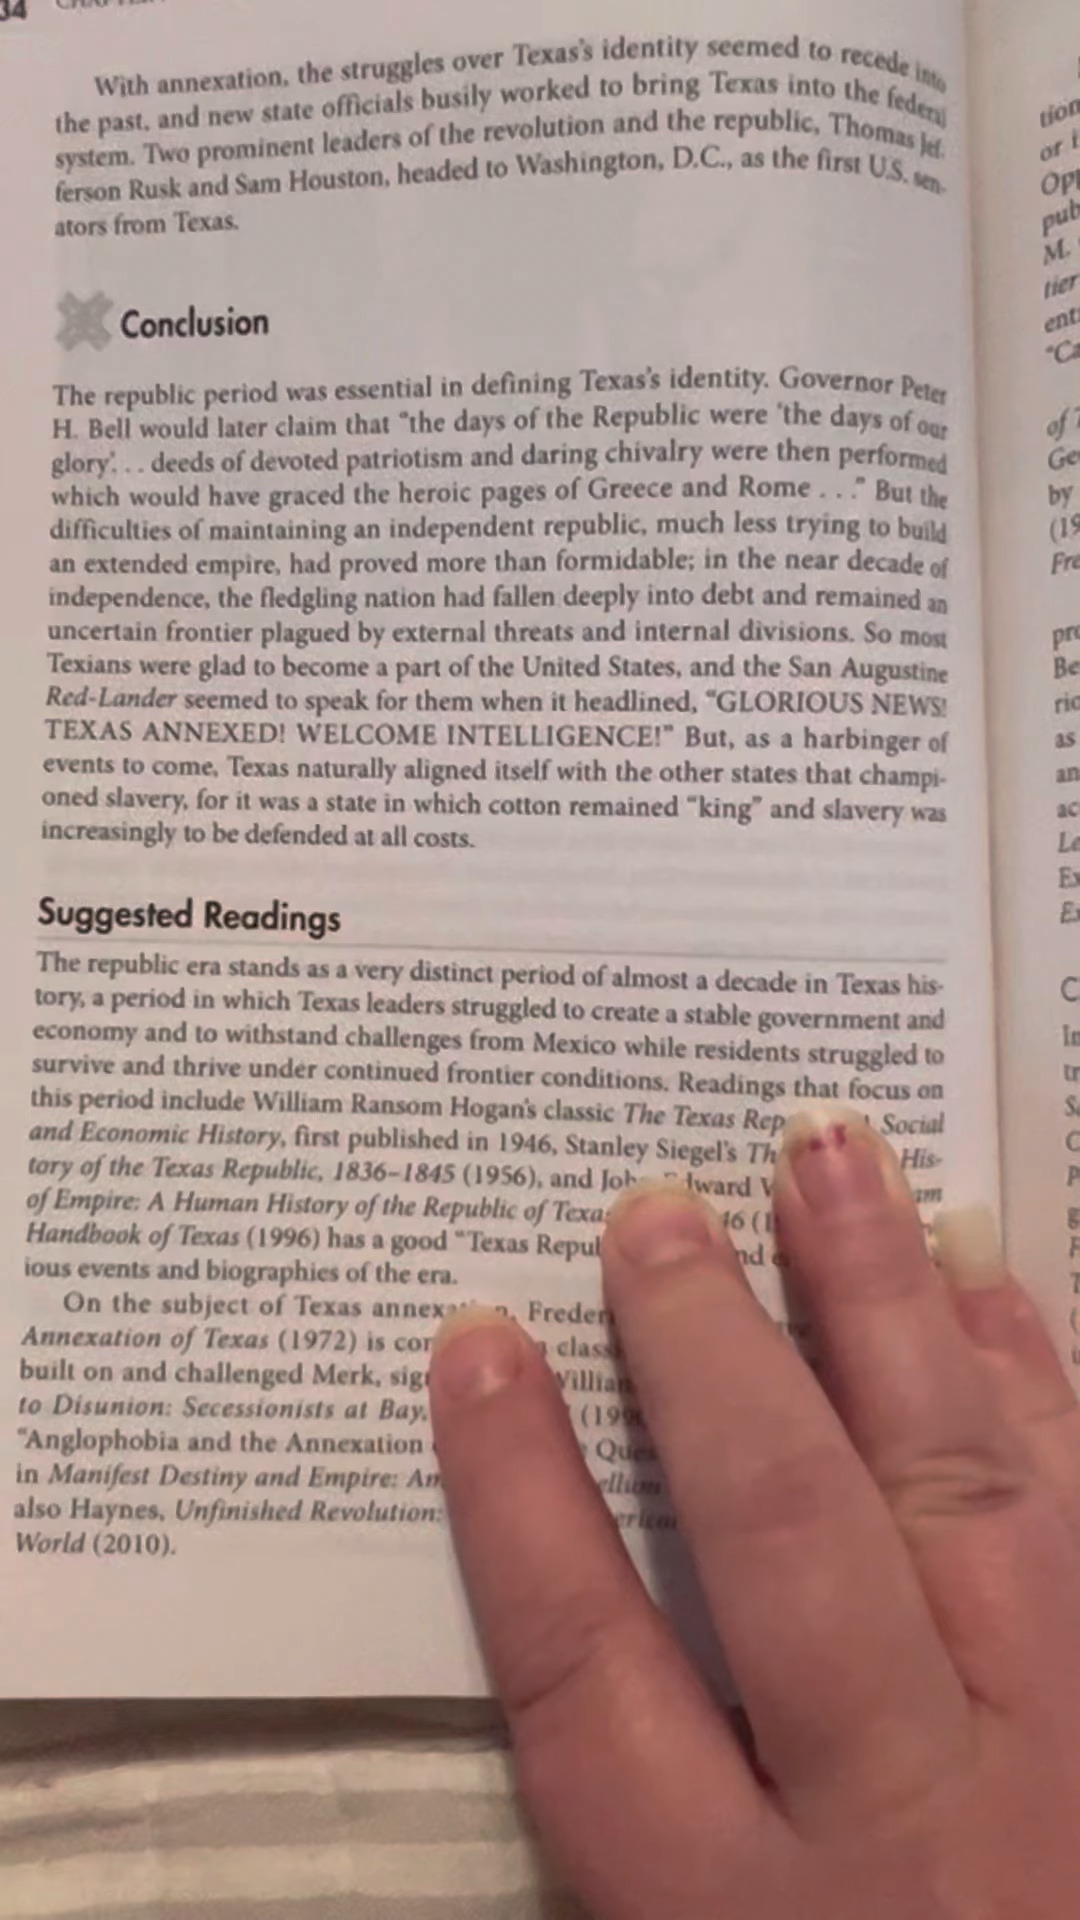 34
With annexation, the struggles over Texas's identity seemed to recede into
the past, and new state officials busily worked to bring Texas into the federal
system. Two prominent leaders of the revolution and the republic, Thomas Jef-
ferson Rusk and Sam Houston, headed to Washington, D.C., as the first U.S. sen-
ators from Texas.
Conclusion
The republic period was essential in defining Texas's identity. Governor Peter
H. Bell would later claim that "the days of the Republic were 'the days of our
glory'. . . deeds of devoted patriotism and daring chivalry were then performed
which would have graced the heroic pages of Greece and Rome . . ." But the
difficulties of maintaining an independent republic, much less trying to build
an extended empire, had proved more than formidable; in the near decade of
independence, the fledgling nation had fallen deeply into debt and remained an
uncertain frontier plagued by external threats and internal divisions. So most
Texians were glad to become a part of the United States, and the San Augustine
Red-Lander seemed to speak for them when it headlined, "GLORIOUS NEWS!
TEXAS ANNEXED! WELCOME INTELLIGENCE!" But, as a harbinger of
events to come, Texas naturally aligned itself with the other states that champi-
oned slavery, for it was a state in which cotton remained "king" and slavery was
increasingly to be defended at all costs.
Suggested Readings
The republic era stands as a very distinct period of almost a decade in Texas his-
tory, a period in which Texas leaders struggled to create a stable government and
economy and to withstand challenges from Mexico while residents struggled to
survive and thrive under continued frontier conditions. Readings that focus on
this period include William Ransom Hogan's classic The Texas Social
and Economic History, first published in 1946, Stanley Siegel's His-
tory of the Texas Republic, 1836–1845 (1956), and
of Empire: A Human History of the Republic of
Handbook of Texas (1996) has a good "Texas
ious events and biographies of the era.
On the subject of Texas
Annexation of Texas (1972) is
built on and challenged Merk,
to Disunion: Secessionists at Bay,
"Anglophobia and the Annexation
in Manifest Destiny and Empire:
also Haynes, Unfinished Revolution:
World (2010).
tion
or
pub
M.
tier
of
by
as